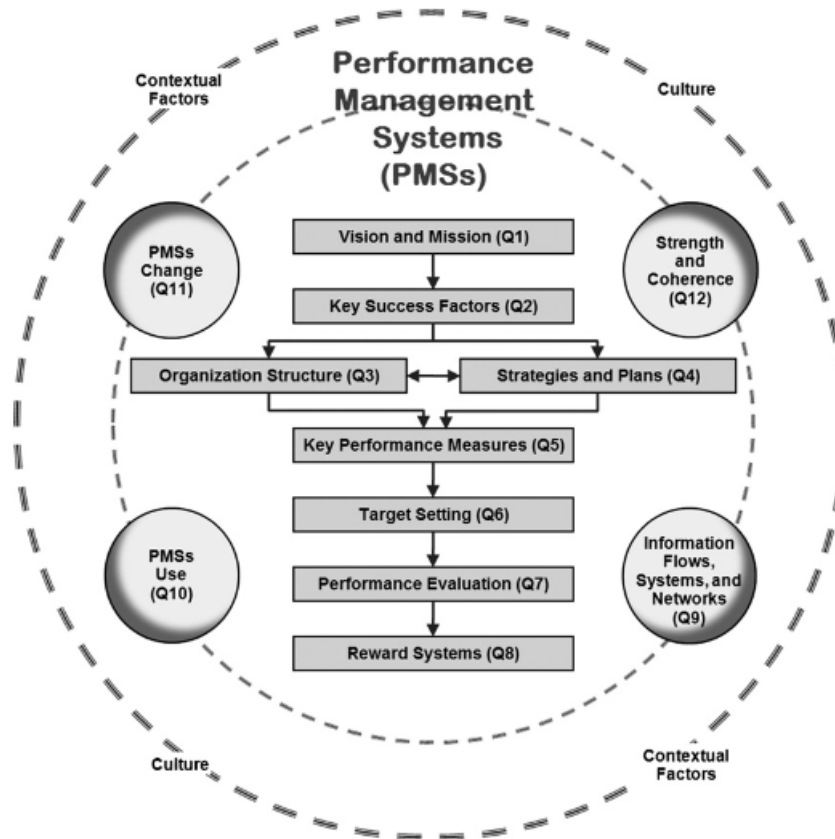 Performance
Management
Systems
(PMSs)
Contextual
Factors
Culture
PMSs
Change
(Q11)
Vision and Mission (Q1)
Strength
and
Coherence
(Q12)
Key Success Factors (Q2)
Organization Structure (Q3)
Strategies and Plans (Q4)
Key Performance Measures (Q5)
Target Setting (Q6)
PMSs
Use
(Q10)
Performance Evaluation (Q7)
Information
Flows,
Systems, and
Networks
(Q9)
Reward Systems (Q8)
Culture
Contextual
Factors